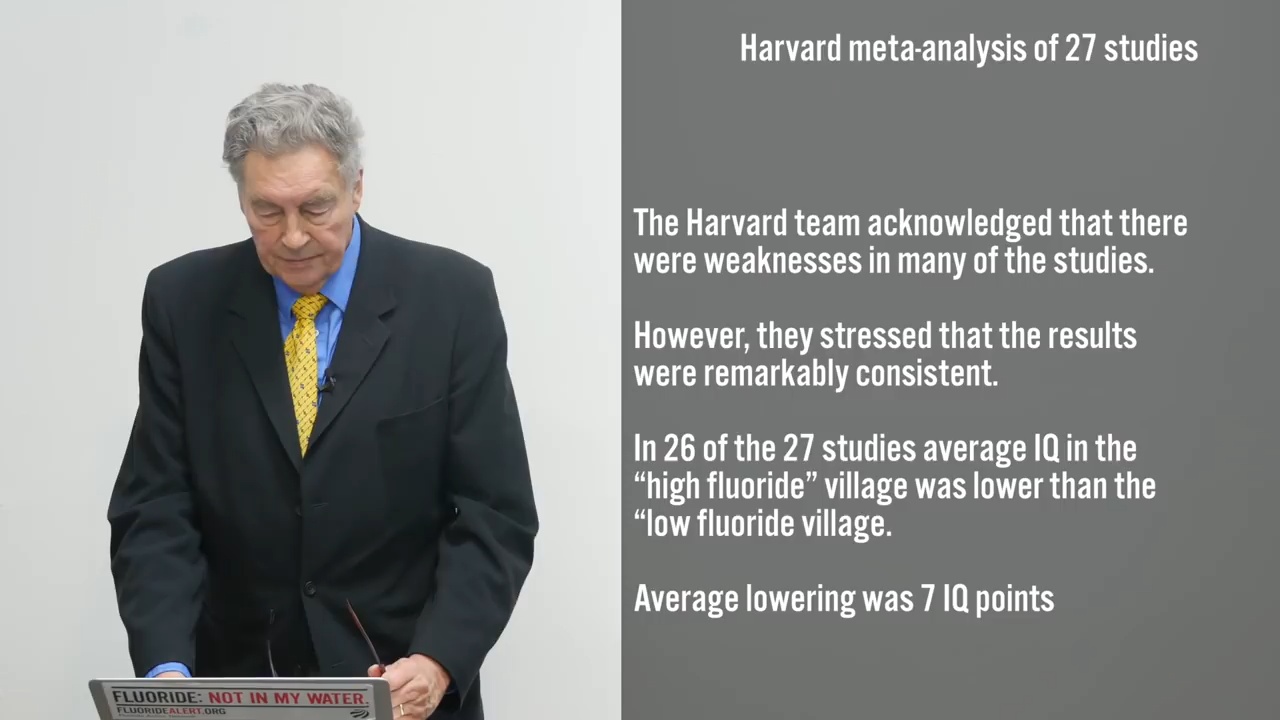 Harvard meta-analysis of 27 studies
The Harvard team acknowledged that there
were weaknesses in many of the studies.
However, they stressed that the results
were remarkably consistent.
In 26 of the 27 studies average IQ in the
“high fluoride” village was lower than the
“low fluoride village.
Average lowering was 7 IQ points
FLUORIDE: NOT IN MY WATER.
FLUORIDEALERT.ORG